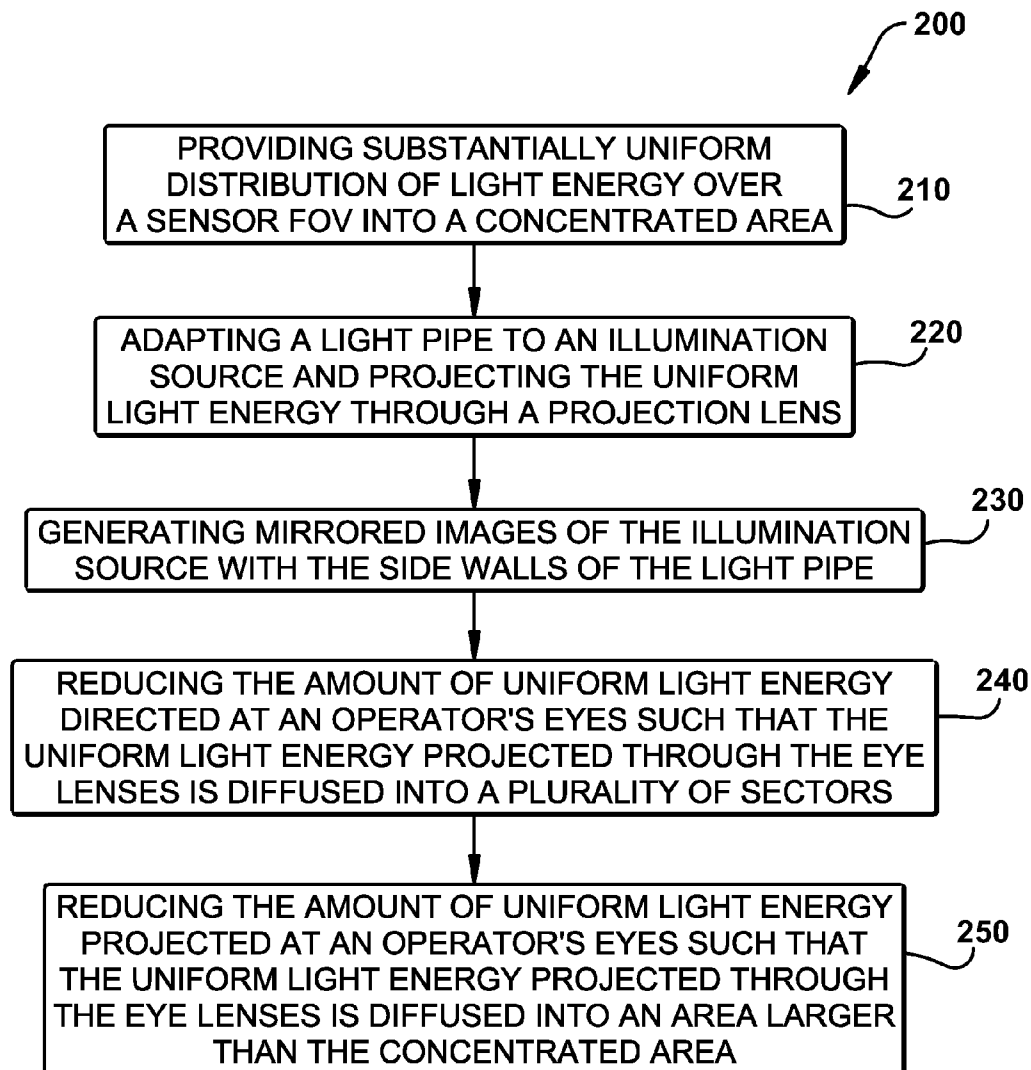 200
PROVIDING SUBSTANTIALLY UNIFORM
DISTRIBUTION OF LIGHT ENERGY OVER
A SENSOR FOV INTO A CONCENTRATED AREA
210
ADAPTING A LIGHT PIPE TO AN ILLUMINATION
SOURCE AND PROJECTING THE UNIFORM
LIGHT ENERGY THROUGH A PROJECTION LENS
220
GENERATING MIRRORED IMAGES OF THE ILLUMINATION
SOURCE WITH THE SIDE WALLS OF THE LIGHT PIPE
230
REDUCING THE AMOUNT OF UNIFORM LIGHT ENERGY
DIRECTED AT AN OPERATOR'S EYES SUCH THAT THE
UNIFORM LIGHT ENERGY PROJECTED THROUGH THE EYE
LENSES IS DIFFUSED INTO A PLURALITY OF SECTORS
240
REDUCING THE AMOUNT OF UNIFORM LIGHT ENERGY
PROJECTED AT AN OPERATOR'S EYES SUCH THAT
THE UNIFORM LIGHT ENERGY PROJECTED THROUGH
THE EYE LENSES IS DIFFUSED INTO AN AREA LARGER
THAN THE CONCENTRATED AREA
250